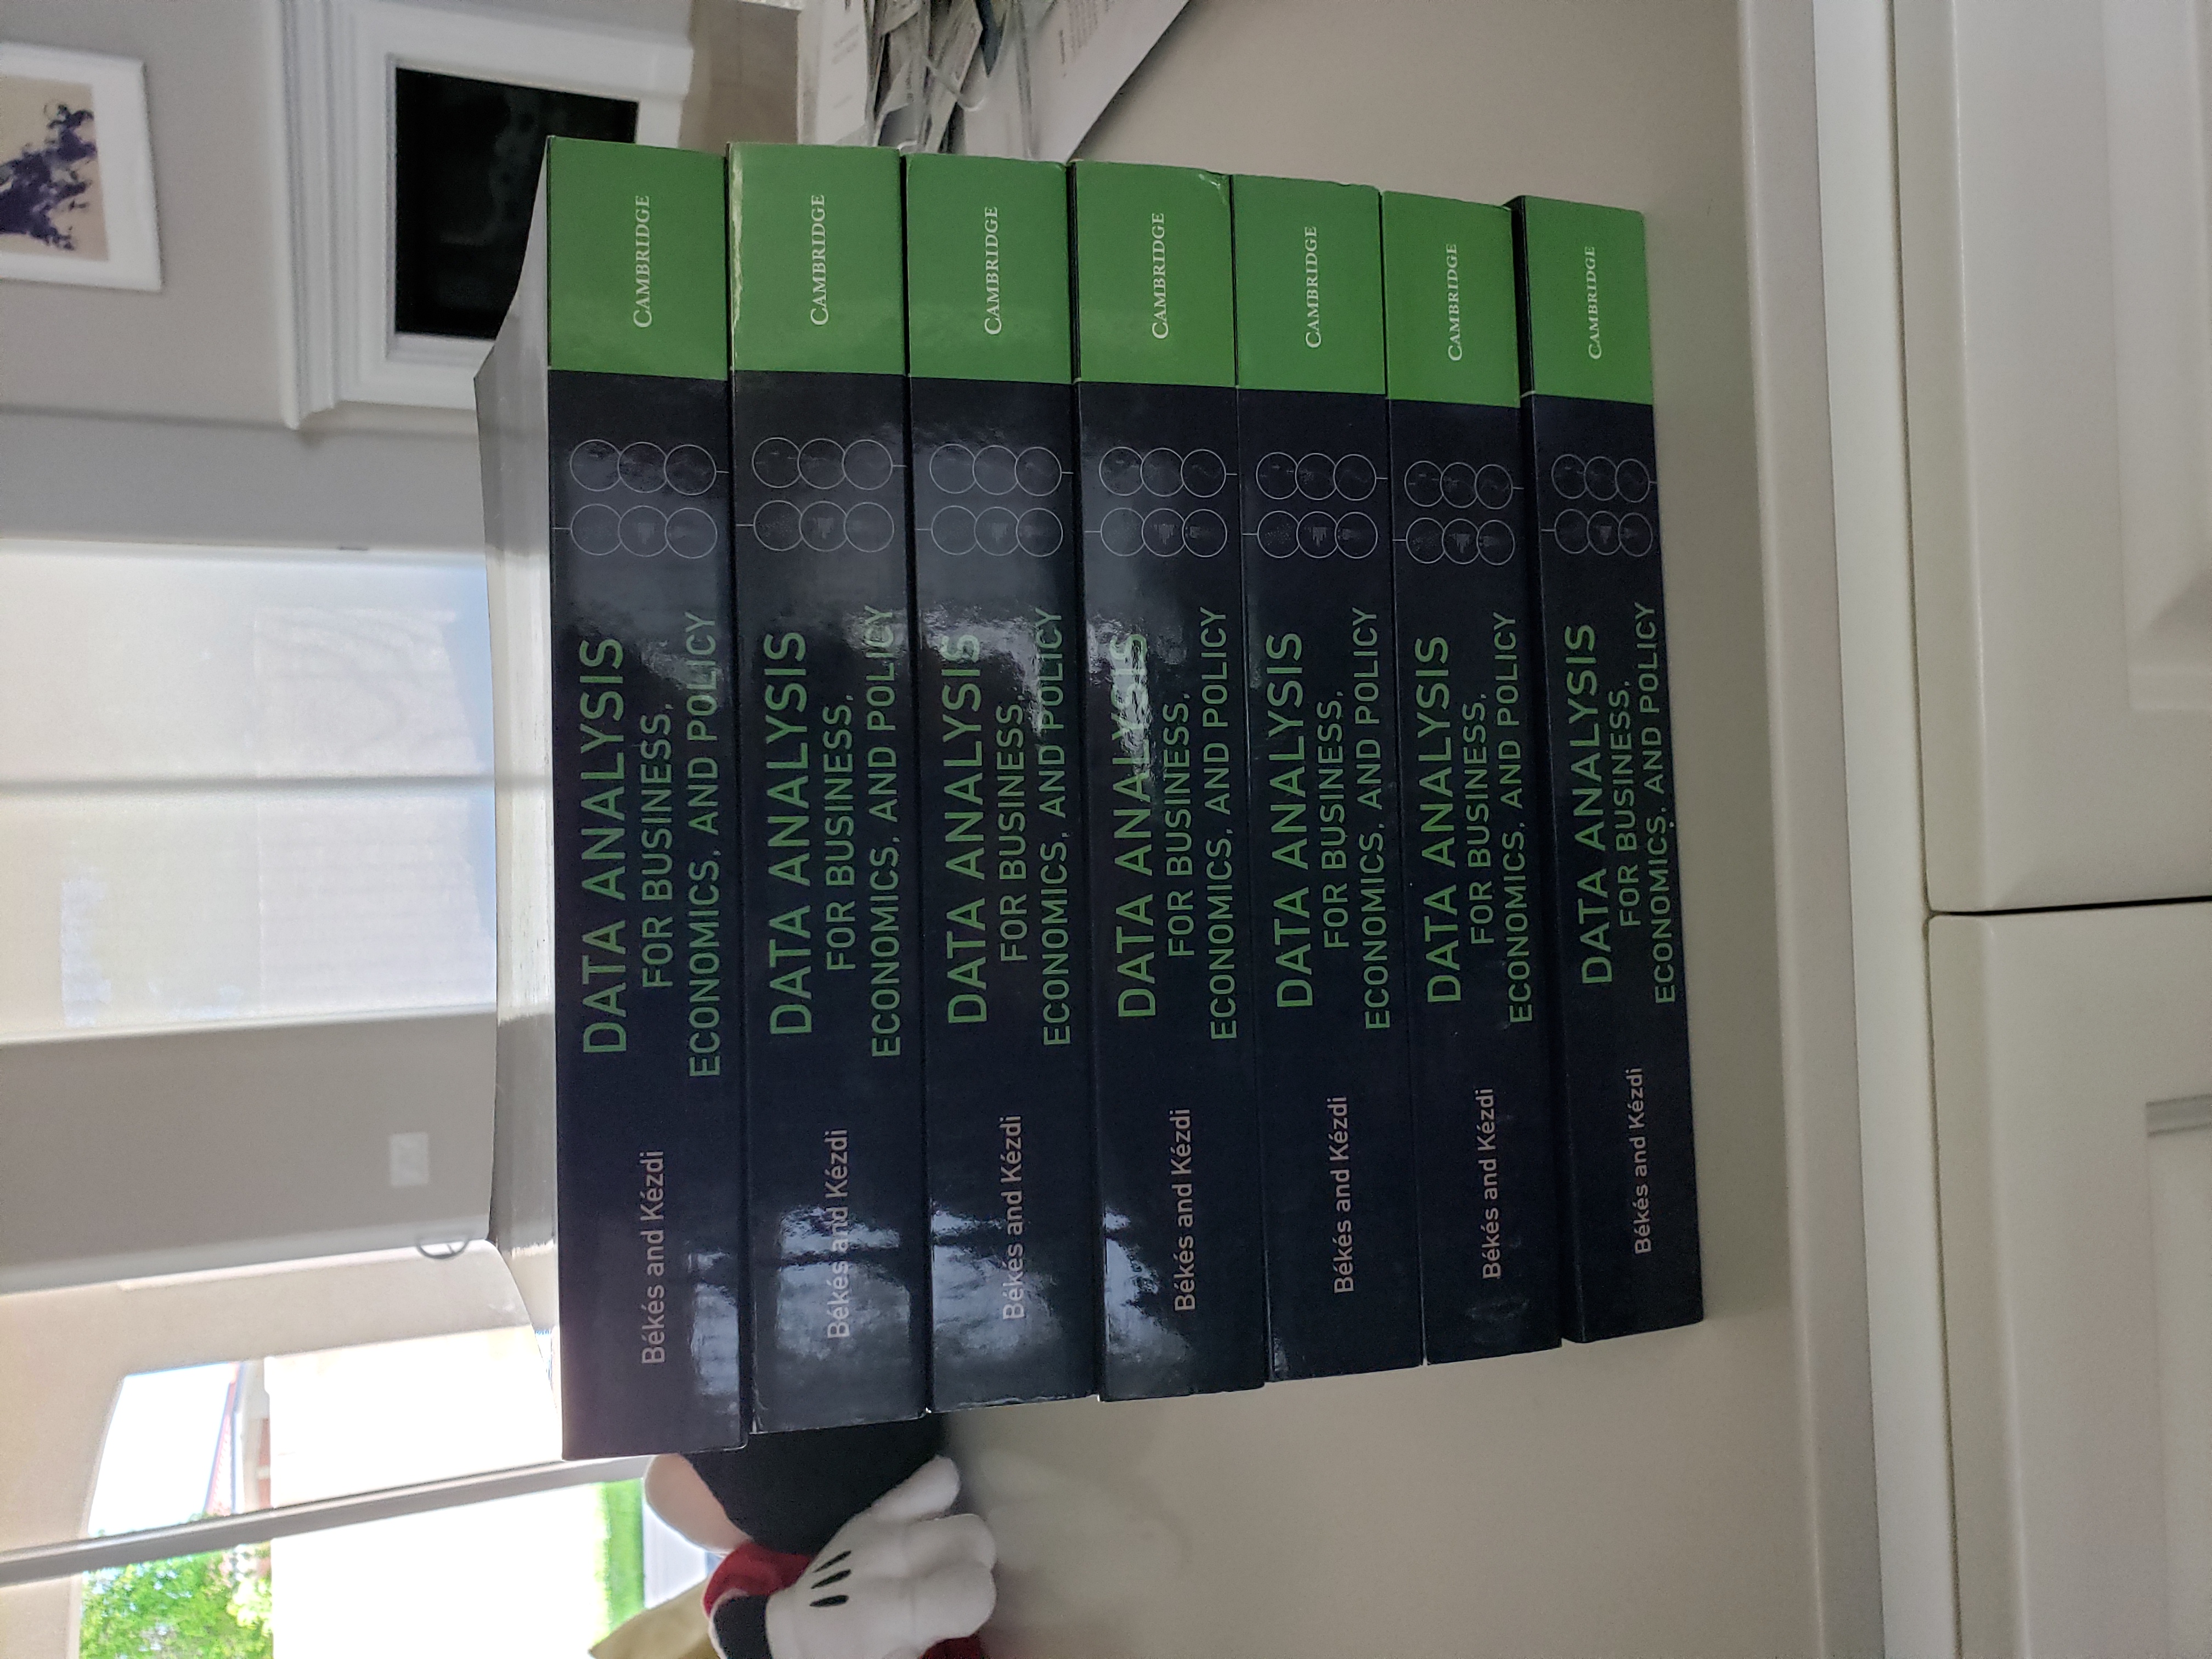 Békés and Kézdi
DATA ANALYSIS
FOR BUSINESS,
ECONOMICS, AND POLICY
CAMBRIDGE
Békés and Kézdi
DATA ANALYSIS
FOR BUSINESS,
ECONOMICS, AND POLICY
CAMBRIDGE
Békés and Kézdi
DATA ANALYSIS
FOR BUSINESS,
ECONOMICS, AND POLICY
CAMBRIDGE
Békés and Kézdi
DATA ANALYSIS
FOR BUSINESS,
ECONOMICS, AND POLICY
CAMBRIDGE
Békés and Kézdi
DATA ANALYSIS
FOR BUSINESS,
ECONOMICS, AND POLICY
CAMBRIDGE
Békés and Kézdi
DATA ANALYSIS
FOR BUSINESS,
ECONOMICS, AND POLICY
CAMBRIDGE
Békés and Kézdi
DATA ANALYSIS
FOR BUSINESS,
ECONOMICS, AND POLICY
CAMBRIDGE